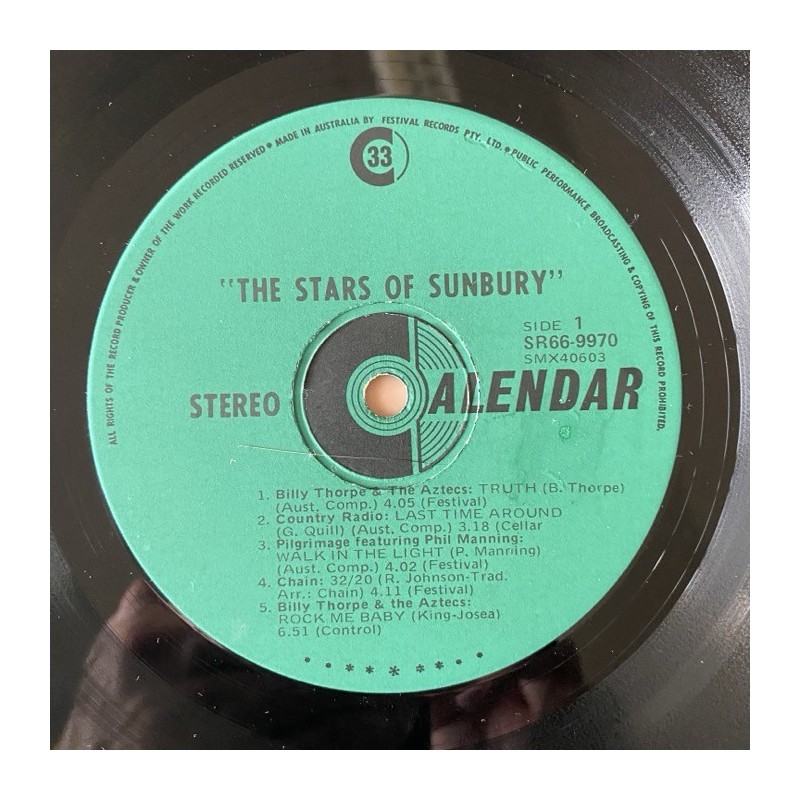 ALL RIGHTS OF THE RECORD PRODUCER & OWNER OF THE WORK RECORDED RESERVED • MADE IN AUSTRALIA BY FESTIVAL RECORDS PTY. LTD. • PUBLIC PERFORMANCE BROADCASTING & COPYING OF THIS RECORD PROHIBITED.
33
"THE STARS OF SUNBURY"
SIDE 1
SR66-9970
SMX40603
STEREO
CALENDAR
1. Billy Thorpe & The Aztecs: TRUTH (B. Thorpe)
(Aust. Comp.) 4.05 (Festival)
2. Country Radio: LAST TIME AROUND
(G. Quill) (Aust. Comp.) 3.18 (Cellar
3. Pilgrimage featuring Phil Manning:
WALK IN THE LIGHT (P. Manning)
(Aust. Comp.) 4.02 (Festival)
4. Chain: 32/20 (R. Johnson-Trad.
Arr.: Chain) 4.11 (Festival)
5. Billy Thorpe & the Aztecs:
ROCK ME BABY (King-Josea)
6.51 (Control)